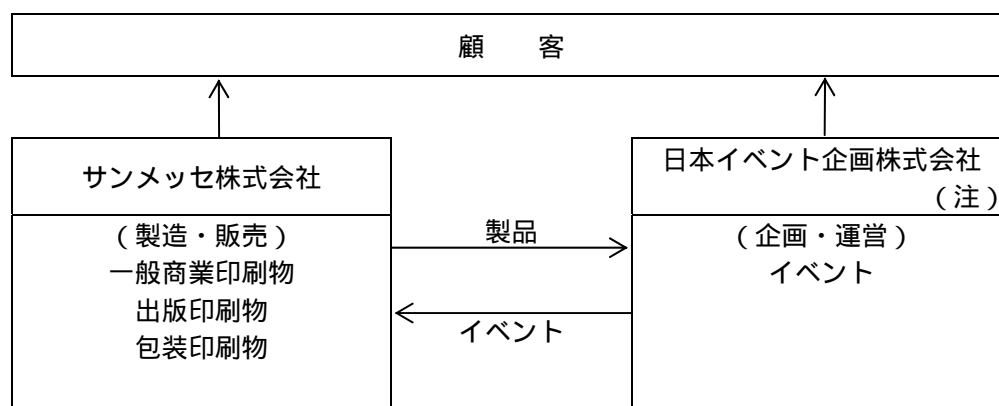 顧　　客
サンメッセ株式会社
日本イベント企画株式会社
（注）
（製造・販売）
一般商業印刷物
出版印刷物
包装印刷物
製品
イベント
（企画・運営）
イベント